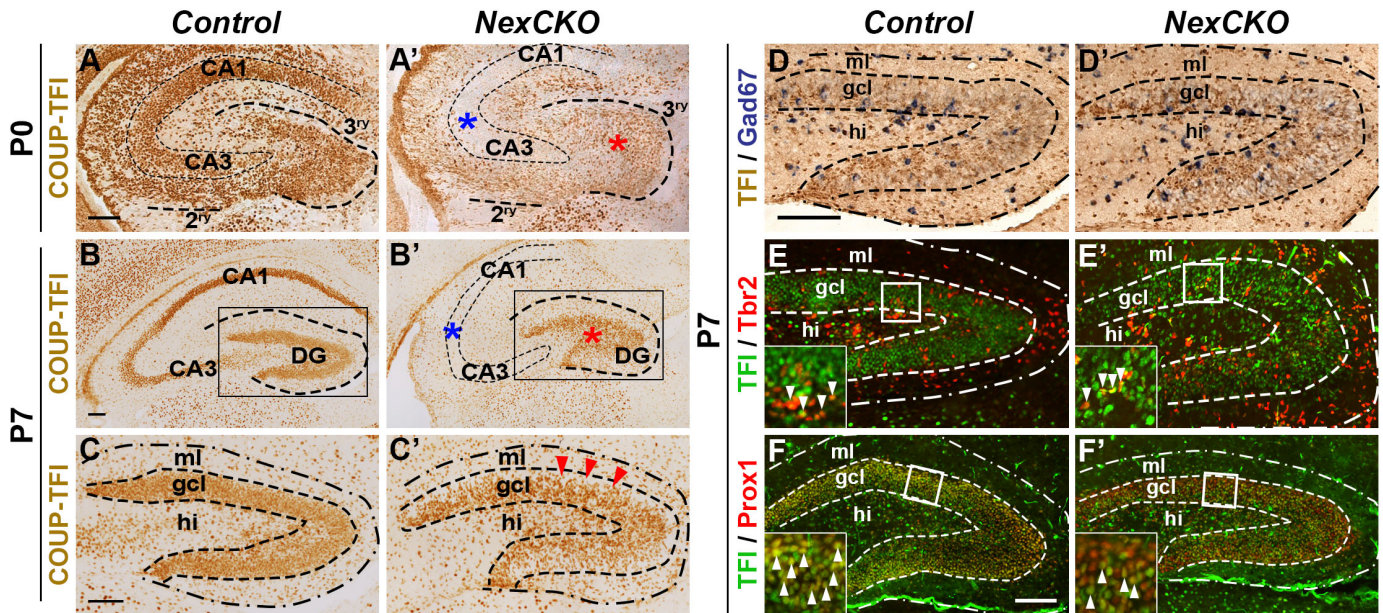 Control NexCKO Control NexCKO
P0
COUP-TFI
A CA1 CA3 3ry 2ry
A' CA1 * CA3 * 3ry 2ry
P7
COUP-TFI
B CA1 CA3 DG
B' CA1 * CA3 * DG
COUP-TFI
C ml gcl hi
C' ml gcl hi
P7
TFI / Gad67
D ml gcl hi
D' ml gcl hi
TFI / Tbr2
E ml gcl hi
E' ml gcl hi
TFI / Prox1
F ml gcl hi
F' ml gcl hi